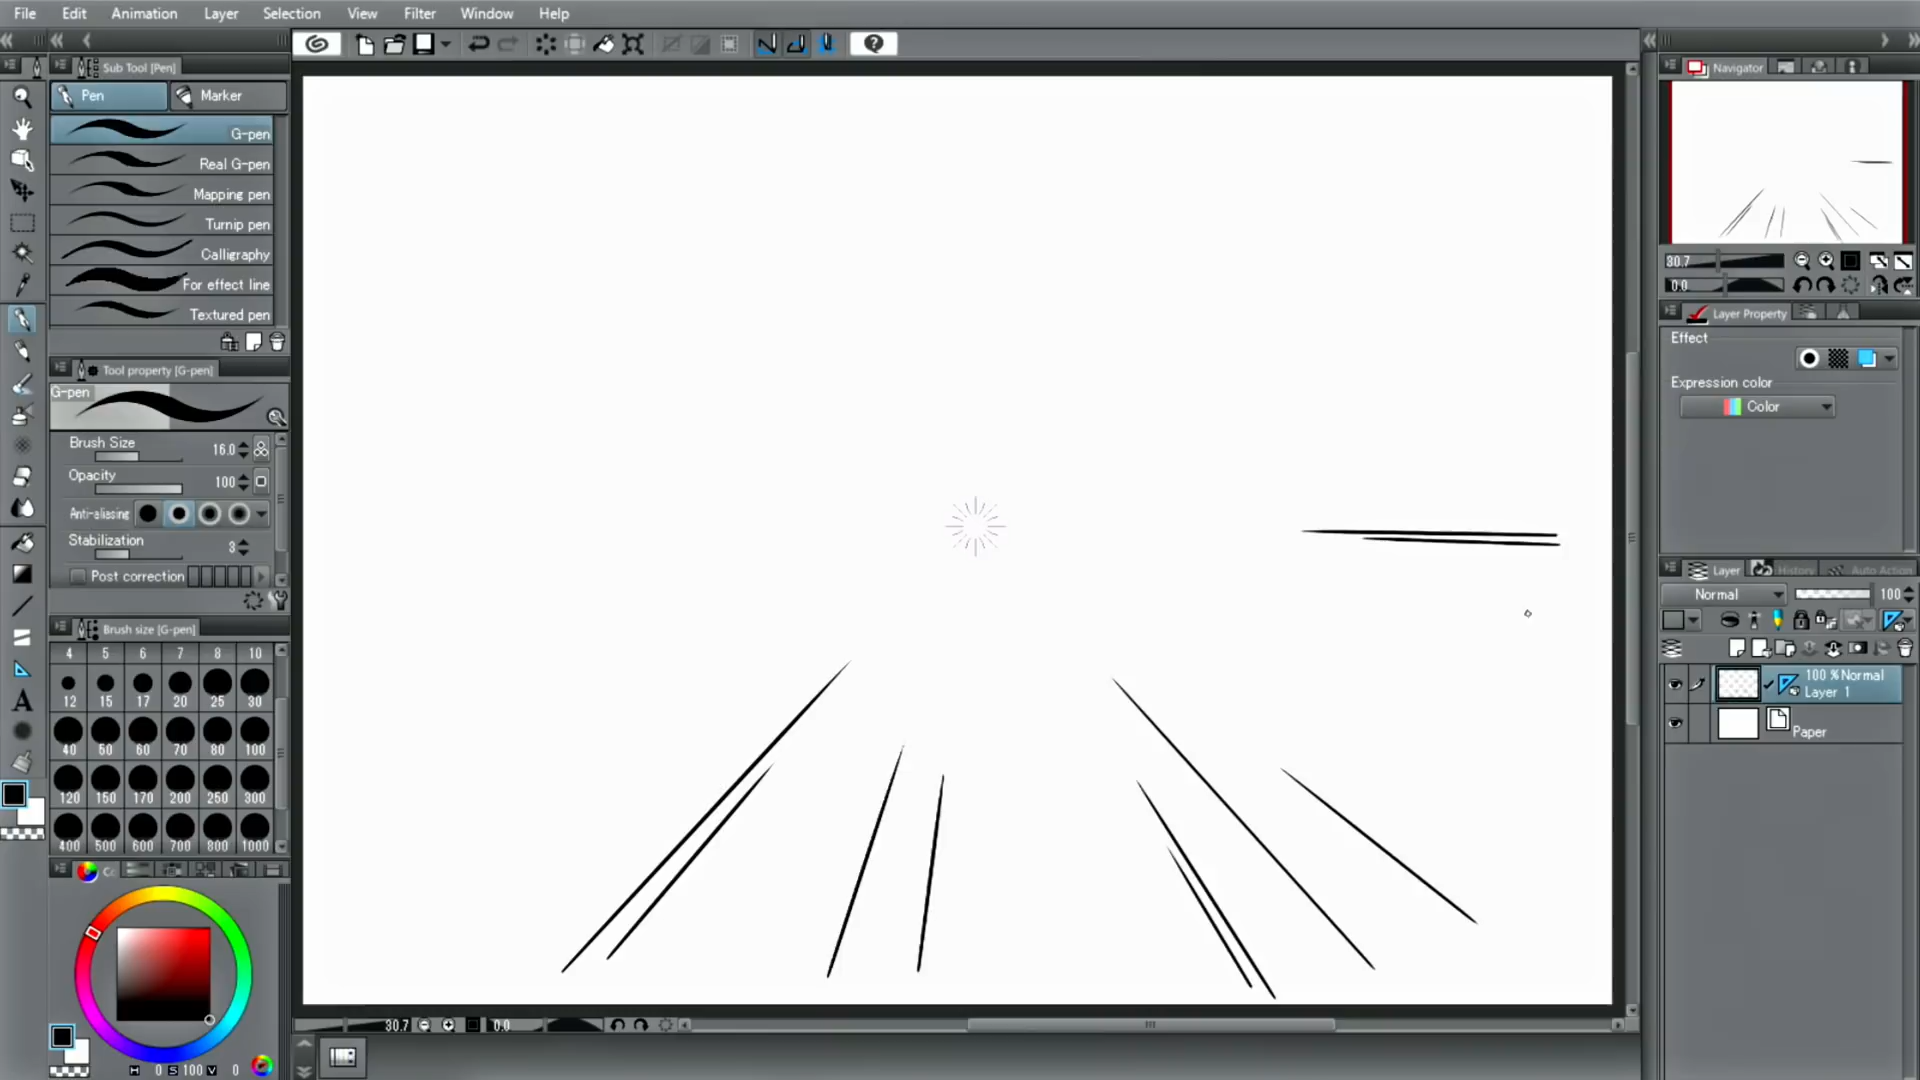 File Edit Animation Layer Selection View Filter Window Help
Sub Tool [Pen]
Pen Marker
G-pen
Real G-pen
Mapping pen
Turnip pen
Calligraphy
For effect line
Textured pen
Tool property [G-pen]
G-pen
Brush Size 16.0
Opacity 100
Anti-aliasing
Stabilization 3
Post correction
Brush size [G-pen]
4 5 6 7 8 10
12 15 17 20 25 30
40 50 60 70 80 100
120 150 170 200 250 300
400 500 600 700 800 1000
H 0 S 100 V 0
30.7 0.0
Navigator
30.7
0.0
Layer Property
Effect
Expression color
Color
Layer History Auto Action
Normal 100
100 % Normal
Layer 1
Paper